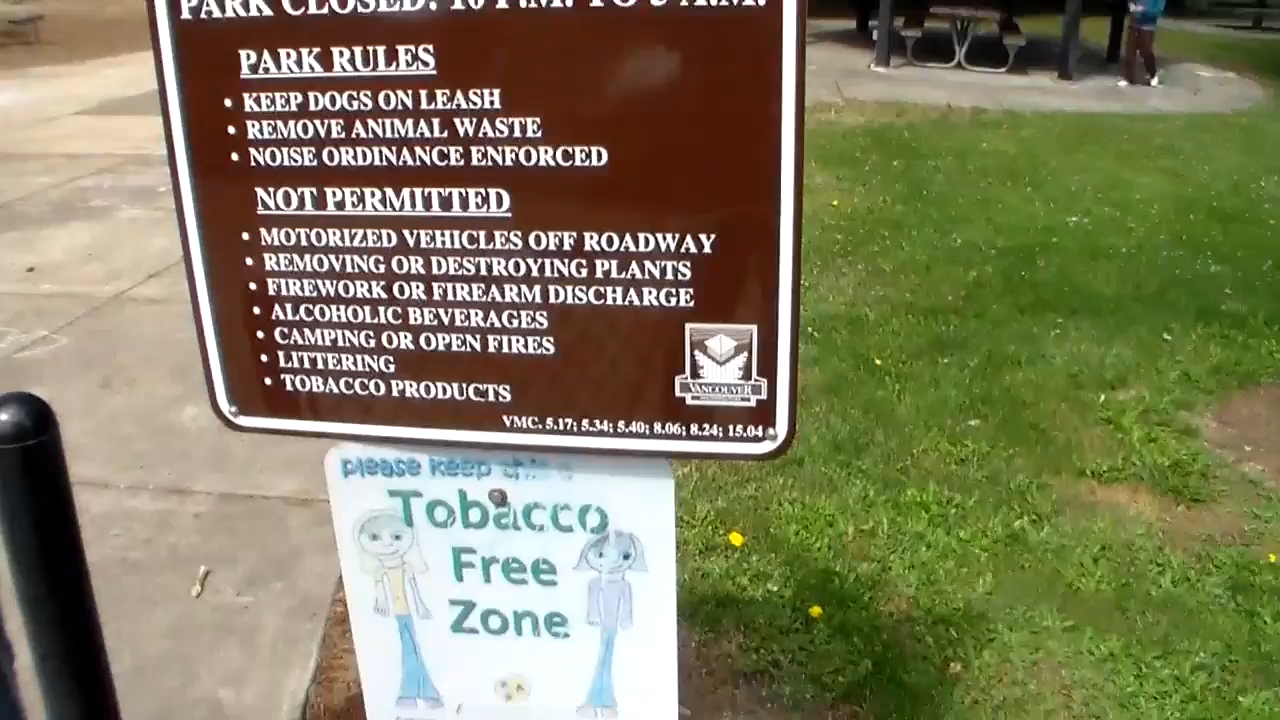 PARK CLOSED: 10 P.M. TO 5 A.M.
PARK RULES
• KEEP DOGS ON LEASH
• REMOVE ANIMAL WASTE
• NOISE ORDINANCE ENFORCED
NOT PERMITTED
• MOTORIZED VEHICLES OFF ROADWAY
• REMOVING OR DESTROYING PLANTS
• FIREWORK OR FIREARM DISCHARGE
• ALCOHOLIC BEVERAGES
• CAMPING OR OPEN FIRES
• LITTERING
• TOBACCO PRODUCTS
VANCOUVER
VMC. 5.17; 5.34; 5.40; 8.06; 8.24; 15.04
please keep this
Tobacco
Free
Zone